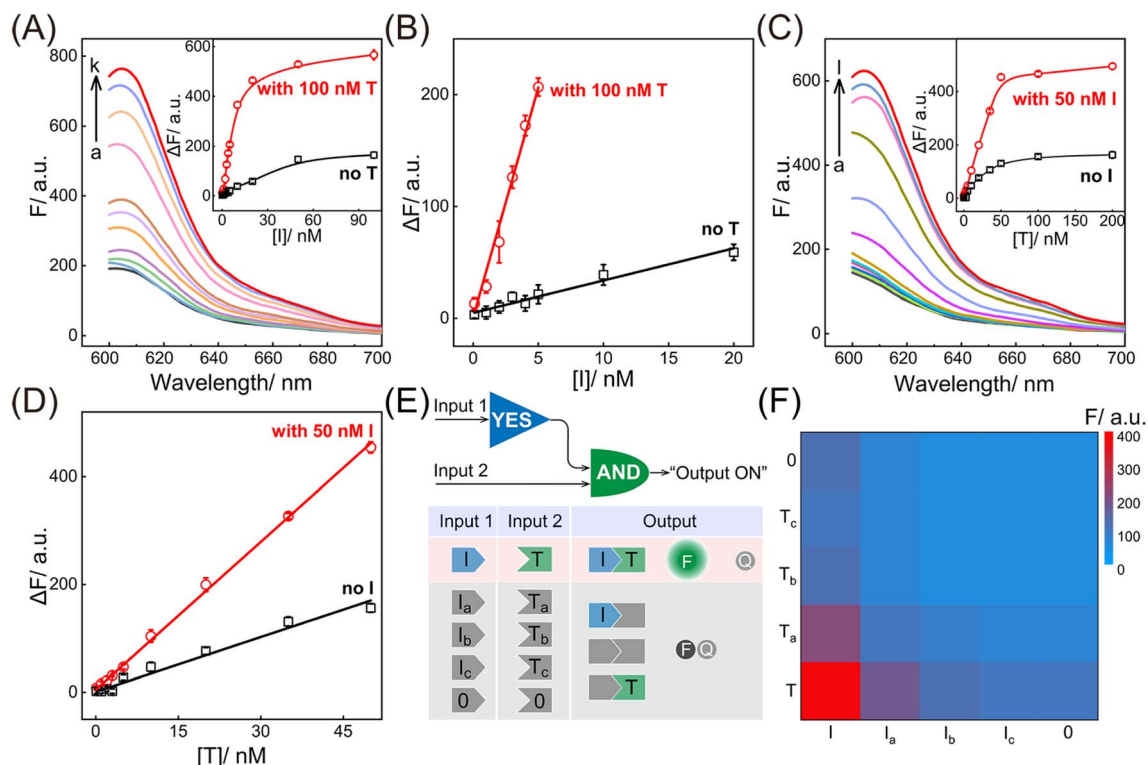 (A)
k
a
with 100 nM T
no T
ΔF/ a.u.
600
400
200
0
0
30
60
90
[I]/ nM
F/ a.u.
800
600
400
200
0
600
620
640
660
680
700
Wavelength/ nm
(B)
with 100 nM T
no T
ΔF/ a.u.
200
100
0
0
5
10
15
20
[I]/ nM
(C)
l
a
with 50 nM I
no I
ΔF/ a.u.
450
300
150
0
0
50
100
150
200
[T]/ nM
F/ a.u.
600
400
200
0
600
620
640
660
680
700
Wavelength/ nm
(D)
with 50 nM I
no I
ΔF/ a.u.
400
200
0
0
15
30
45
[T]/ nM
(E)
Input 1
YES
Input 2
AND
“Output ON”
Input 1 Input 2 Output
I T I T F Q
Ia Ta I
Ib Tb F Q
Ic Tc
0 0 T
(F)
F/ a.u.
400
300
200
100
0
0
Tc
Tb
Ta
T
I Ia Ib Ic 0